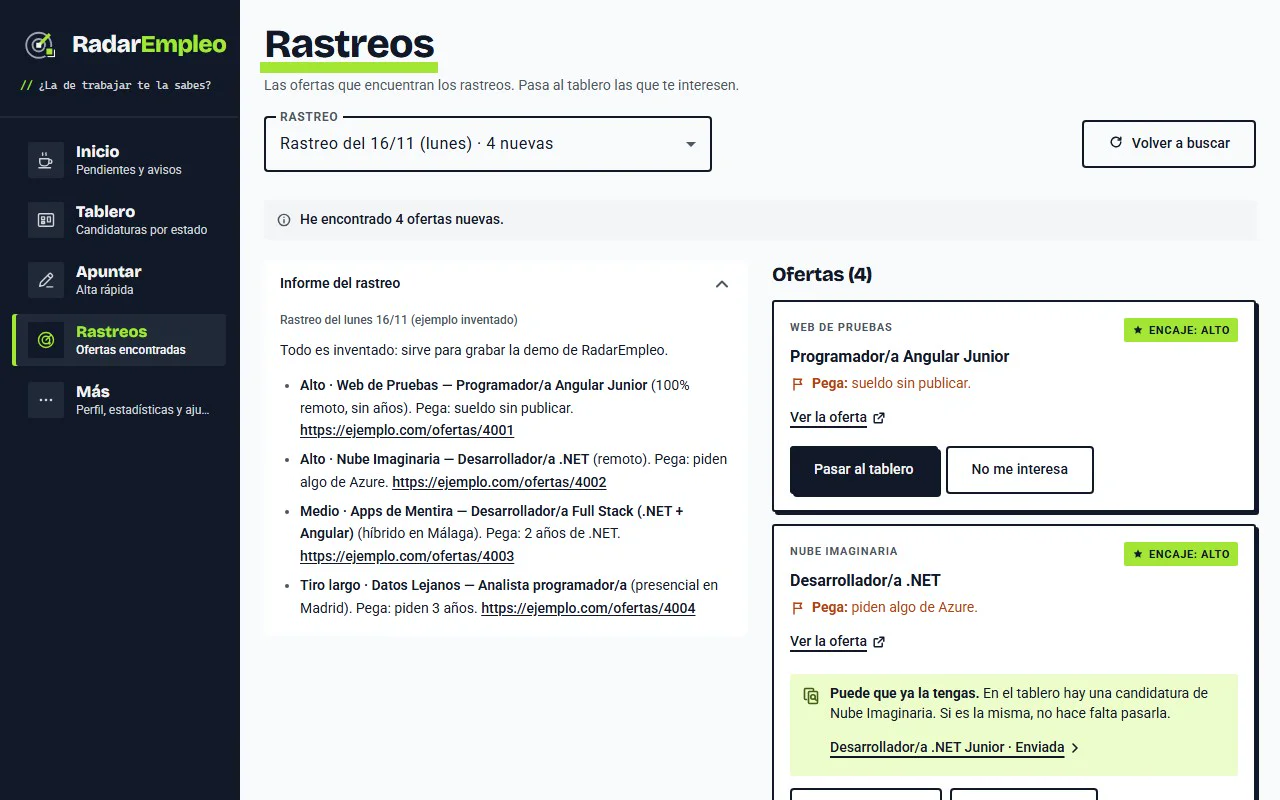 RadarEmpleo
// ¿La de trabajar te la sabes?
Inicio
Pendientes y avisos
Tablero
Candidaturas por estado
Apuntar
Alta rápida
Rastreos
Ofertas encontradas
Más
Perfil, estadísticas y aju...
Rastreos
Las ofertas que encuentran los rastreos. Pasa al tablero las que te interesen.
RASTREO
Rastreo del 16/11 (lunes) · 4 nuevas
Volver a buscar
He encontrado 4 ofertas nuevas.
Informe del rastreo
Rastreo del lunes 16/11 (ejemplo inventado)
Todo es inventado: sirve para grabar la demo de RadarEmpleo.
• Alto · Web de Pruebas — Programador/a Angular Junior (100%
remoto, sin años). Pega: sueldo sin publicar.
https://ejemplo.com/ofertas/4001
• Alto · Nube Imaginaria — Desarrollador/a .NET (remoto). Pega: piden
algo de Azure. https://ejemplo.com/ofertas/4002
• Medio · Apps de Mentira — Desarrollador/a Full Stack (.NET +
Angular) (híbrido en Málaga). Pega: 2 años de .NET.
https://ejemplo.com/ofertas/4003
• Tiro largo · Datos Lejanos — Analista programador/a (presencial en
Madrid). Pega: piden 3 años. https://ejemplo.com/ofertas/4004
Ofertas (4)
WEB DE PRUEBAS
ENCAJE: ALTO
Programador/a Angular Junior
Pega: sueldo sin publicar.
Ver la oferta
Pasar al tablero
No me interesa
NUBE IMAGINARIA
ENCAJE: ALTO
Desarrollador/a .NET
Pega: piden algo de Azure.
Ver la oferta
Puede que ya la tengas. En el tablero hay una candidatura de
Nube Imaginaria. Si es la misma, no hace falta pasarla.
Desarrollador/a .NET Junior · Enviada